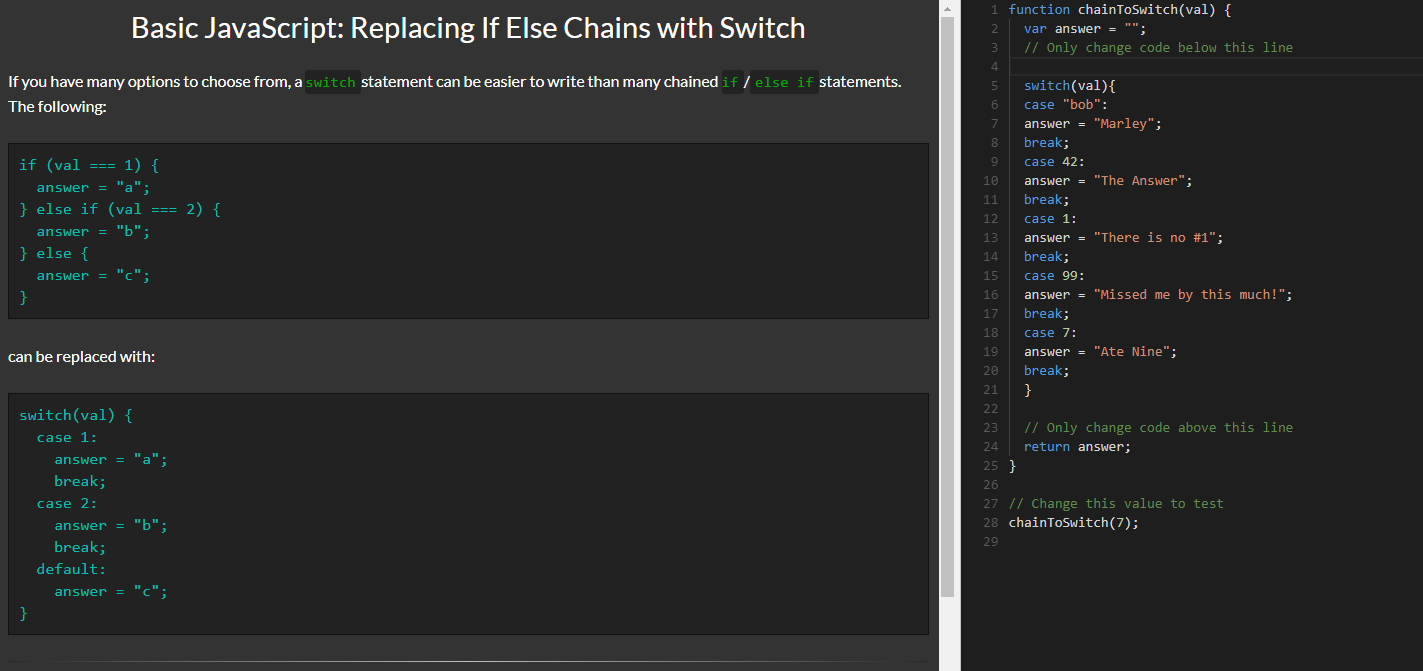 Basic JavaScript: Replacing If Else Chains with Switch
If you have many options to choose from, a switch statement can be easier to write than many chained if / else if statements.
The following:
if (val === 1) {
  answer = "a";
} else if (val === 2) {
  answer = "b";
} else {
  answer = "c";
}
can be replaced with:
switch(val) {
  case 1:
    answer = "a";
    break;
  case 2:
    answer = "b";
    break;
  default:
    answer = "c";
}
1 function chainToSwitch(val) {
2   var answer = "";
3   // Only change code below this line
4
5   switch(val){
6   case "bob":
7   answer = "Marley";
8   break;
9   case 42:
10   answer = "The Answer";
11   break;
12   case 1:
13   answer = "There is no #1";
14   break;
15   case 99:
16   answer = "Missed me by this much!";
17   break;
18   case 7:
19   answer = "Ate Nine";
20   break;
21   }
22
23   // Only change code above this line
24   return answer;
25 }
26
27 // Change this value to test
28 chainToSwitch(7);
29